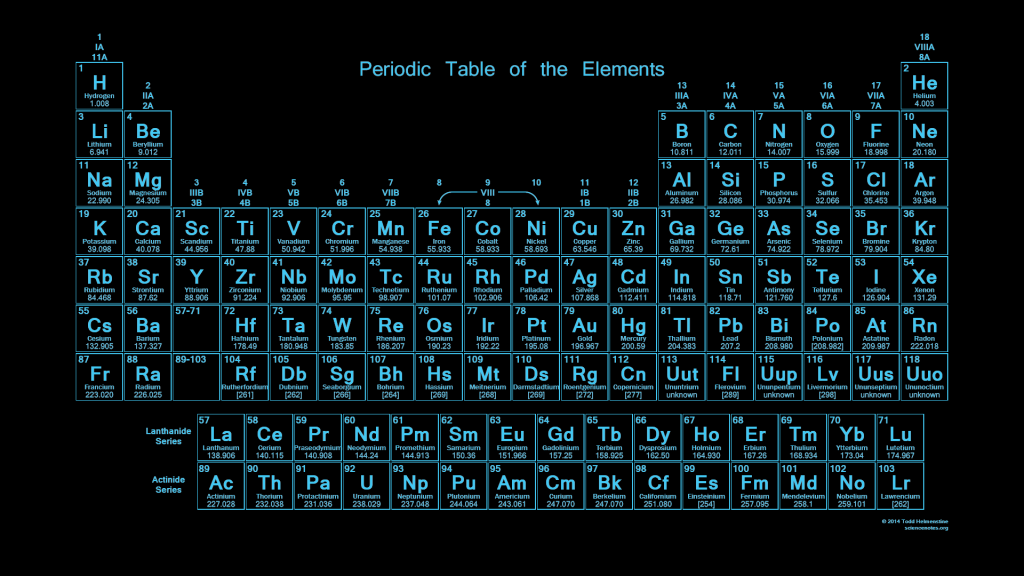 1 18
IA VIIIA
11A 8A
Periodic Table of the Elements
1 2
H 2 13 14 15 16 17 He
Hydrogen IIA IIIA IVA VA VIA VIIA Helium
1.008 2A 3A 4A 5A 6A 7A 4.003
3 4 5 6 7 8 9 10
Li Be B C N O F Ne
Lithium Beryllium Boron Carbon Nitrogen Oxygen Fluorine Neon
6.941 9.012 10.811 12.011 14.007 15.999 18.998 20.180
11 12 13 14 15 16 17 18
Na Mg Al Si P S Cl Ar
Sodium Magnesium Aluminum Silicon Phosphorus Sulfur Chlorine Argon
22.990 24.305 26.982 28.086 30.974 32.066 35.453 39.948
3 4 5 6 7 8 9 10 11 12
IIIB IVB VB VIB VIIB VIII IB IIB
3B 4B 5B 6B 7B 8 1B 2B
19 20 21 22 23 24 25 26 27 28 29 30 31 32 33 34 35 36
K Ca Sc Ti V Cr Mn Fe Co Ni Cu Zn Ga Ge As Se Br Kr
Potassium Calcium Scandium Titanium Vanadium Chromium Manganese Iron Cobalt Nickel Copper Zinc Gallium Germanium Arsenic Selenium Bromine Krypton
39.098 40.078 44.956 47.88 50.942 51.996 54.938 55.933 58.933 58.693 63.546 65.39 69.732 72.61 74.922 78.972 79.904 84.80
37 38 39 40 41 42 43 44 45 46 47 48 49 50 51 52 53 54
Rb Sr Y Zr Nb Mo Tc Ru Rh Pd Ag Cd In Sn Sb Te I Xe
Rubidium Strontium Yttrium Zirconium Niobium Molybdenum Technetium Ruthenium Rhodium Palladium Silver Cadmium Indium Tin Antimony Tellurium Iodine Xenon
84.468 87.62 88.906 91.224 92.906 95.95 98.907 101.07 102.906 106.42 107.868 112.411 114.818 118.71 121.760 127.6 126.904 131.29
55 56 57-71 72 73 74 75 76 77 78 79 80 81 82 83 84 85 86
Cs Ba Hf Ta W Re Os Ir Pt Au Hg Tl Pb Bi Po At Rn
Cesium Barium Hafnium Tantalum Tungsten Rhenium Osmium Iridium Platinum Gold Mercury Thallium Lead Bismuth Polonium Astatine Radon
132.905 137.327 178.49 180.948 183.85 186.207 190.23 192.22 195.08 196.967 200.59 204.383 207.2 208.980 [208.982] 209.987 222.018
87 88 89-103 104 105 106 107 108 109 110 111 112 113 114 115 116 117 118
Fr Ra Rf Db Sg Bh Hs Mt Ds Rg Cn Uut Fl Uup Lv Uus Uuo
Francium Radium Rutherfordium Dubnium Seaborgium Bohrium Hassium Meitnerium Darmstadtium Roentgenium Copernicium Ununtrium Flerovium Ununpentium Livermorium Ununseptium Ununoctium
223.020 226.025 [261] [262] [266] [264] [269] [268] [269] [272] [277] unknown [289] unknown [298] unknown unknown
57 58 59 60 61 62 63 64 65 66 67 68 69 70 71
Lanthanide Series La Ce Pr Nd Pm Sm Eu Gd Tb Dy Ho Er Tm Yb Lu
Lanthanum Cerium Praseodymium Neodymium Promethium Samarium Europium Gadolinium Terbium Dysprosium Holmium Erbium Thulium Ytterbium Lutetium
138.906 140.115 140.908 144.24 144.913 150.36 151.966 157.25 158.925 162.50 164.930 167.26 168.934 173.04 174.967
89 90 91 92 93 94 95 96 97 98 99 100 101 102 103
Actinide Series Ac Th Pa U Np Pu Am Cm Bk Cf Es Fm Md No Lr
Actinium Thorium Protactinium Uranium Neptunium Plutonium Americium Curium Berkelium Californium Einsteinium Fermium Mendelevium Nobelium Lawrencium
227.028 232.038 231.036 238.029 237.048 244.064 243.061 247.070 247.070 251.080 [254] 257.095 258.1 259.101 [262]
© 2014 Todd Helmenstine
sciencenotes.org